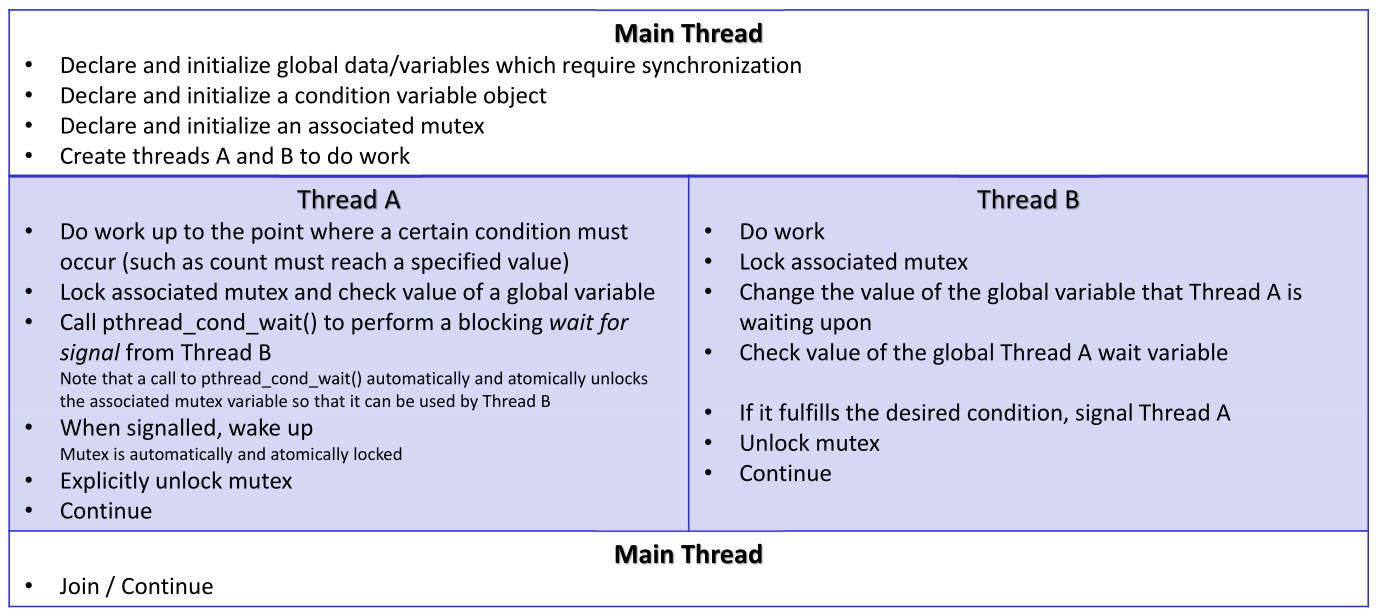 Main Thread
• Declare and initialize global data/variables which require synchronization
• Declare and initialize a condition variable object
• Declare and initialize an associated mutex
• Create threads A and B to do work
Thread A
• Do work up to the point where a certain condition must
occur (such as count must reach a specified value)
• Lock associated mutex and check value of a global variable
• Call pthread_cond_wait() to perform a blocking wait for
signal from Thread B
Note that a call to pthread_cond_wait() automatically and atomically unlocks
the associated mutex variable so that it can be used by Thread B
• When signalled, wake up
Mutex is automatically and atomically locked
• Explicitly unlock mutex
• Continue
Thread B
• Do work
• Lock associated mutex
• Change the value of the global variable that Thread A is
waiting upon
• Check value of the global Thread A wait variable
• If it fulfills the desired condition, signal Thread A
• Unlock mutex
• Continue
Main Thread
• Join / Continue